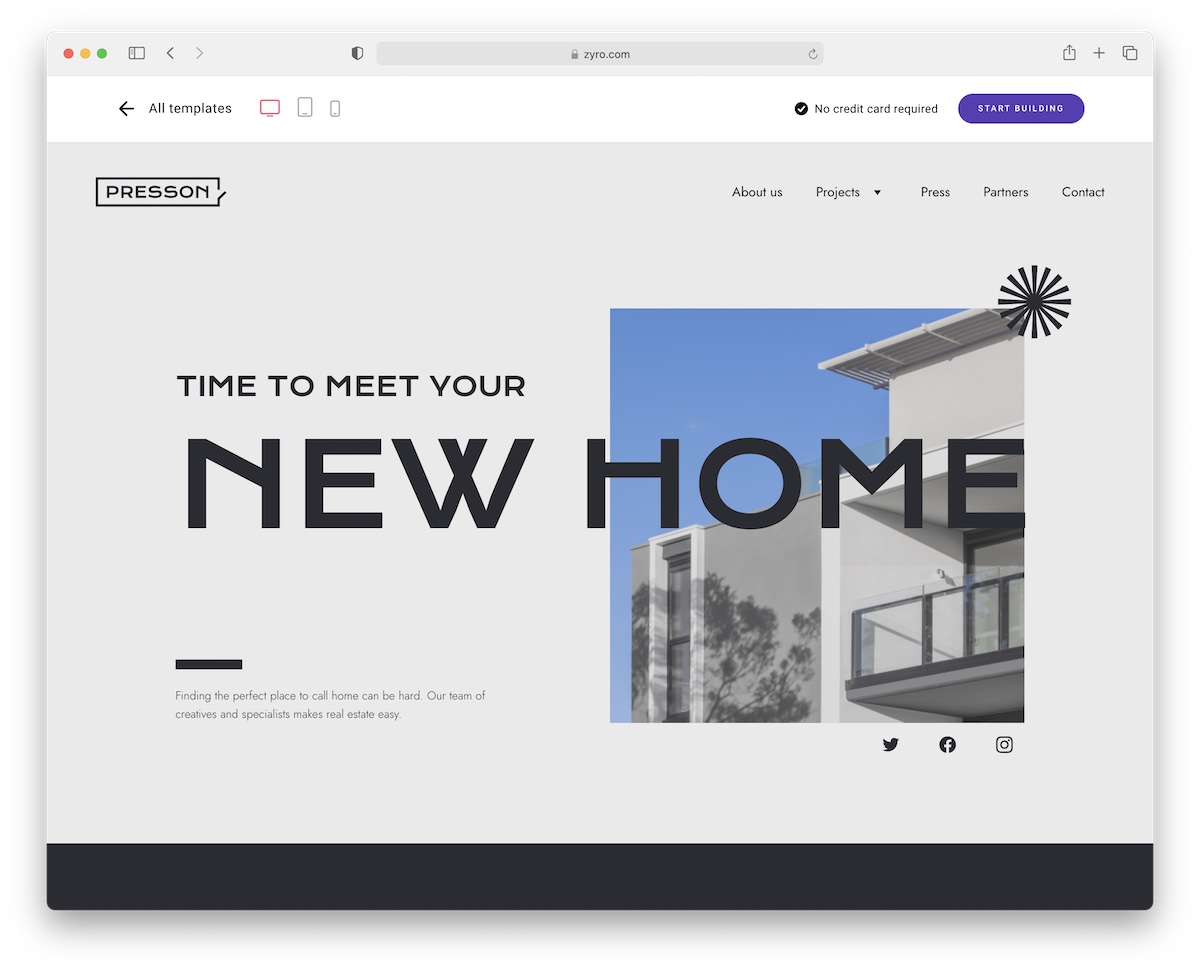 zyro.com
All templates
No credit card required
START BUILDING
PRESSON
About us
Projects
Press
Partners
Contact
TIME TO MEET YOUR
NEW HOME
Finding the perfect place to call home can be hard. Our team of
creatives and specialists makes real estate easy.